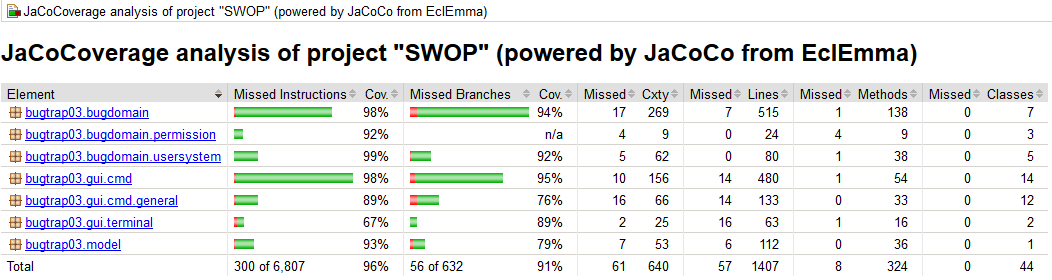 JaCoCoverage analysis of project "SWOP" (powered by JaCoCo from EclEmma)
JaCoCoverage analysis of project "SWOP" (powered by JaCoCo from EclEmma)
Element Missed Instructions Cov. Missed Branches Cov. Missed Cxty Missed Lines Missed Methods Missed Classes
bugtrap03.bugdomain 98% 94% 17 269 7 515 1 138 0 7
bugtrap03.bugdomain.permission 92% n/a 4 9 0 24 4 9 0 3
bugtrap03.bugdomain.usersystem 99% 92% 5 62 0 80 1 38 0 5
bugtrap03.gui.cmd 98% 95% 10 156 14 480 1 54 0 14
bugtrap03.gui.cmd.general 89% 76% 16 66 14 133 0 33 0 12
bugtrap03.gui.terminal 67% 89% 2 25 16 63 1 16 0 2
bugtrap03.model 93% 79% 7 53 6 112 0 36 0 1
Total 300 of 6,807 96% 56 of 632 91% 61 640 57 1407 8 324 0 44